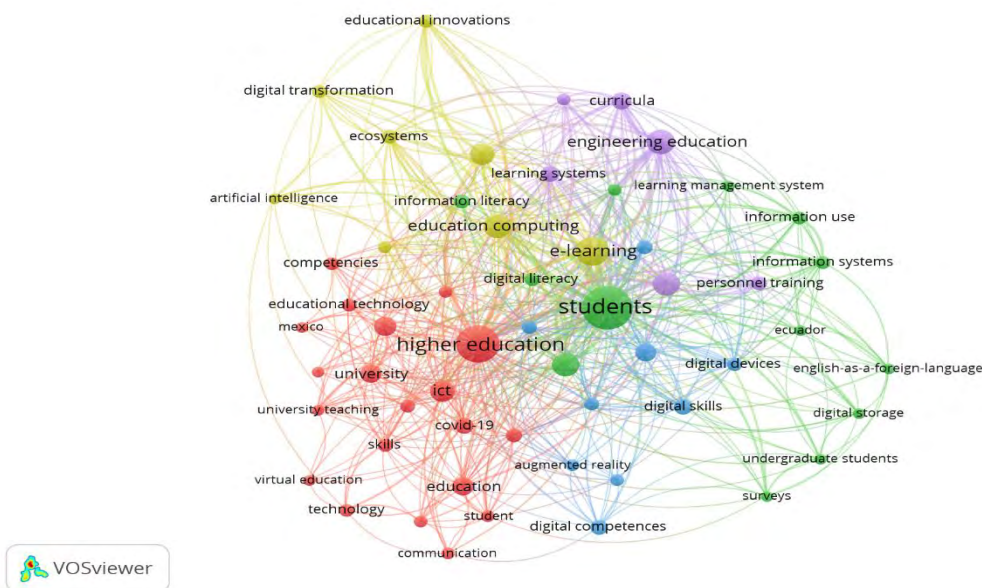 educational innovations
digital transformation
curricula
ecosystems
engineering education
learning systems
learning management system
artificial intelligence
information literacy
information use
education computing
e-learning
competencies
information systems
digital literacy
personnel training
educational technology
students
mexico
ecuador
higher education
digital devices
english-as-a-foreign-language
university
ict
digital skills
university teaching
digital storage
covid-19
skills
undergraduate students
augmented reality
virtual education
education
surveys
technology
student
digital competences
communication
VOSviewer